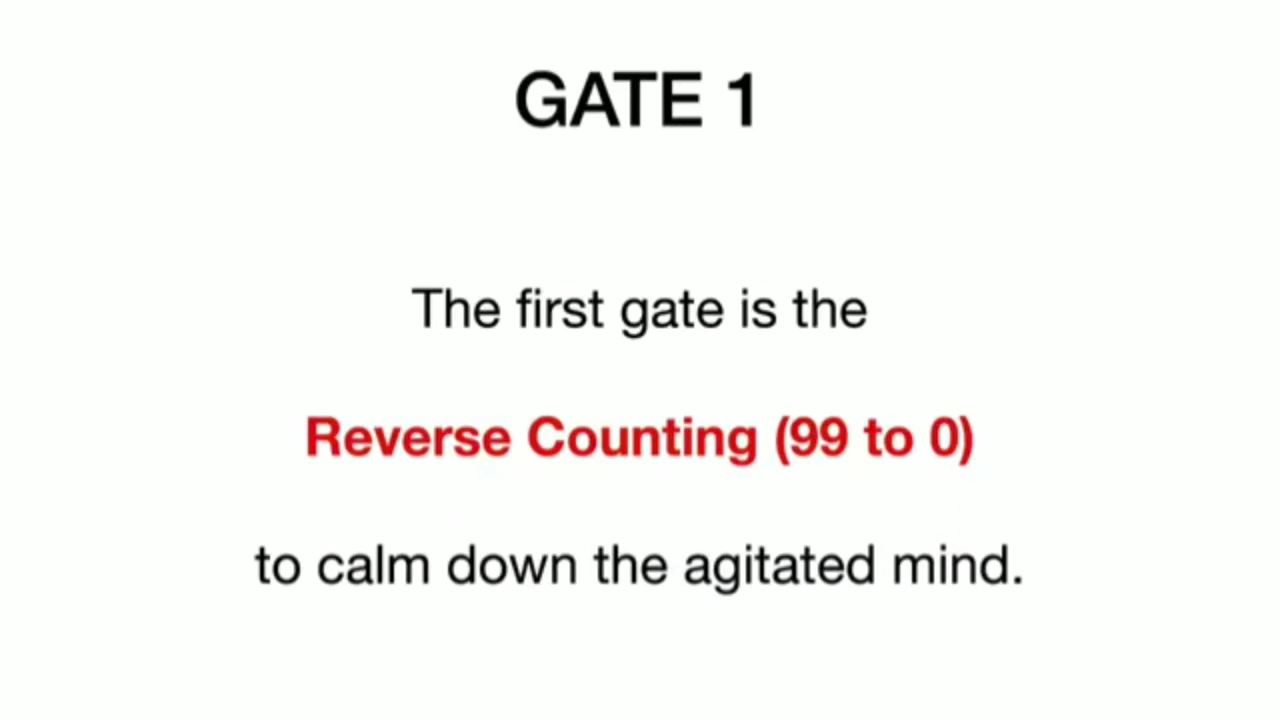 GATE 1
The first gate is the
Reverse Counting (99 to 0)
to calm down the agitated mind.